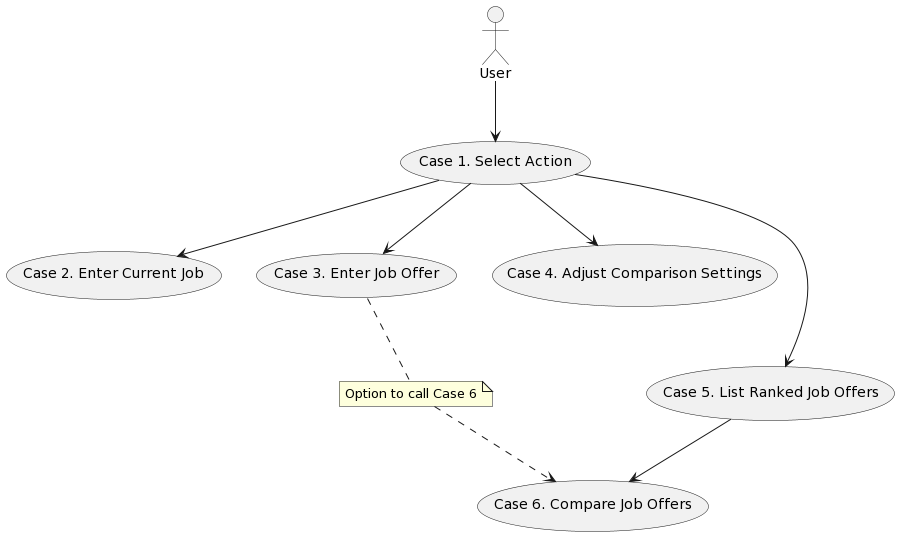 User
Case 1. Select Action
Case 2. Enter Current Job
Case 3. Enter Job Offer
Case 4. Adjust Comparison Settings
Option to call Case 6
Case 5. List Ranked Job Offers
Case 6. Compare Job Offers